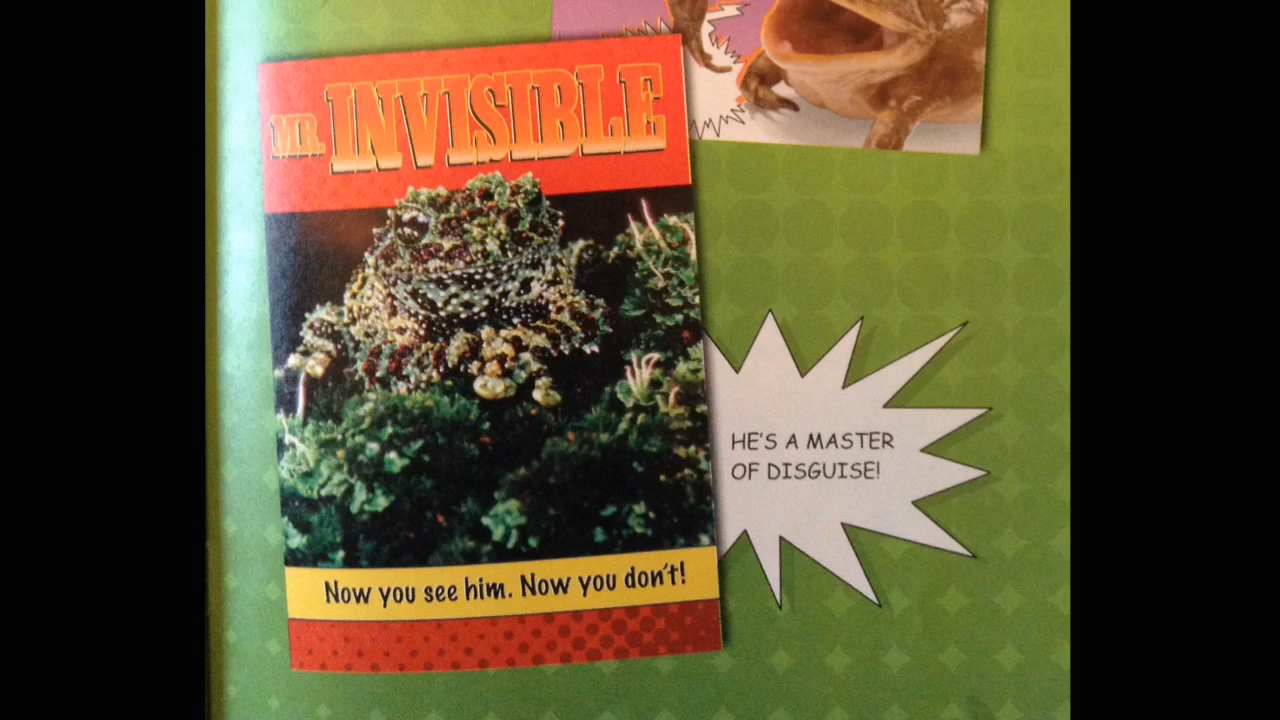 MR. INVISIBLE
HE'S A MASTER
OF DISGUISE!
Now you see him. Now you don't!